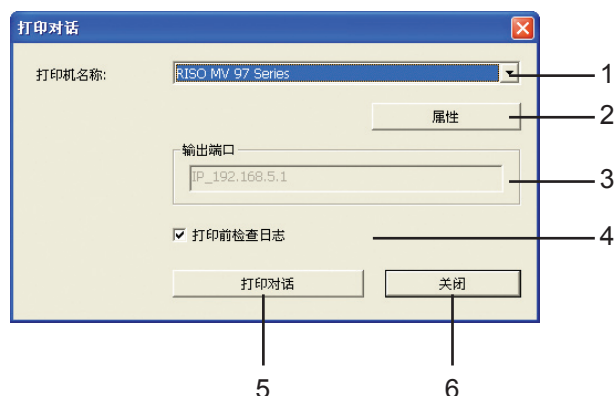 打印对话
打印机名称:
RISO MV 97 Series
1
属性
2
输出端口
IP_192.168.5.1
3
打印前检查日志
4
打印对话
关闭
5
6